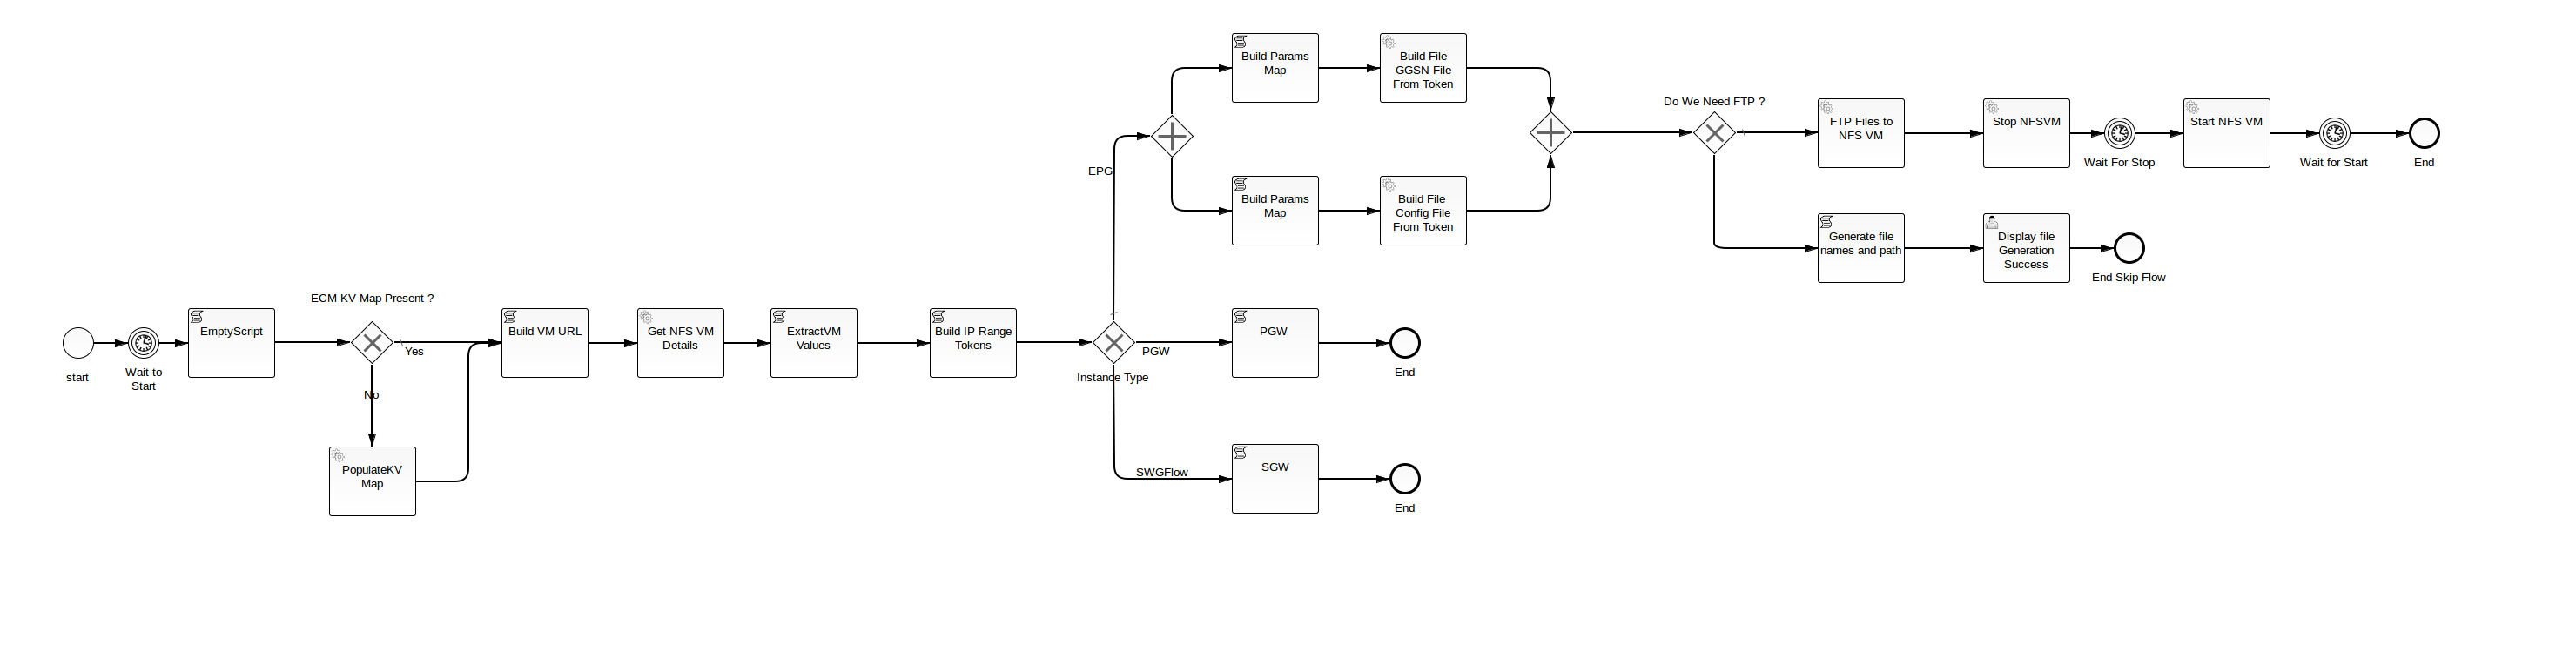 Build Params
Map
Build File
GGSN File
From Token
Do We Need FTP ?
FTP Files to
NFS VM
Stop NFSVM
Wait For Stop
Start NFS VM
Wait for Start
End
EPG
Build Params
Map
Build File
Config File
From Token
Generate file
names and path
Display file
Generation
Success
End Skip Flow
start
Wait to
Start
EmptyScript
ECM KV Map Present ?
Yes
No
PopulateKV
Map
Build VM URL
Get NFS VM
Details
ExtractVM
Values
Build IP Range
Tokens
Instance Type
PGW
PGW
End
SWGFlow
SGW
End